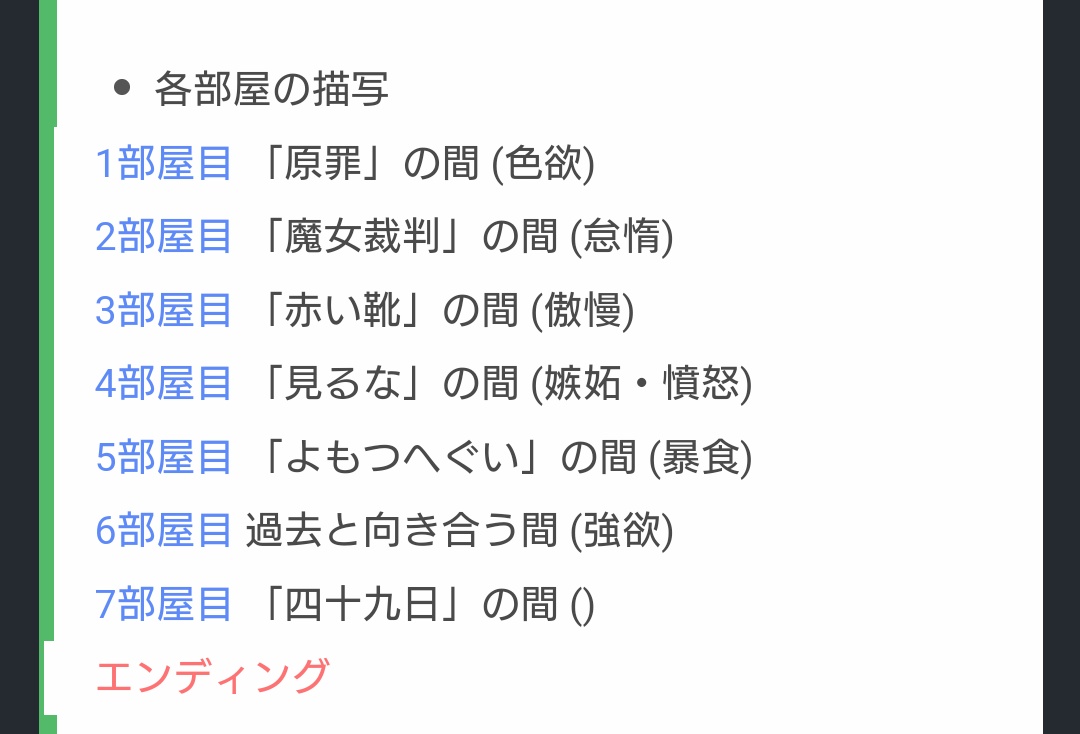 • 各部屋の描写
1部屋目 「原罪」の間 (色欲)
2部屋目 「魔女裁判」の間 (怠惰)
3部屋目 「赤い靴」の間 (傲慢)
4部屋目 「見るな」の間 (嫉妬・憤怒)
5部屋目 「よもつへぐい」の間 (暴食)
6部屋目 過去と向き合う間 (強欲)
7部屋目 「四十九日」の間 ()
エンディング